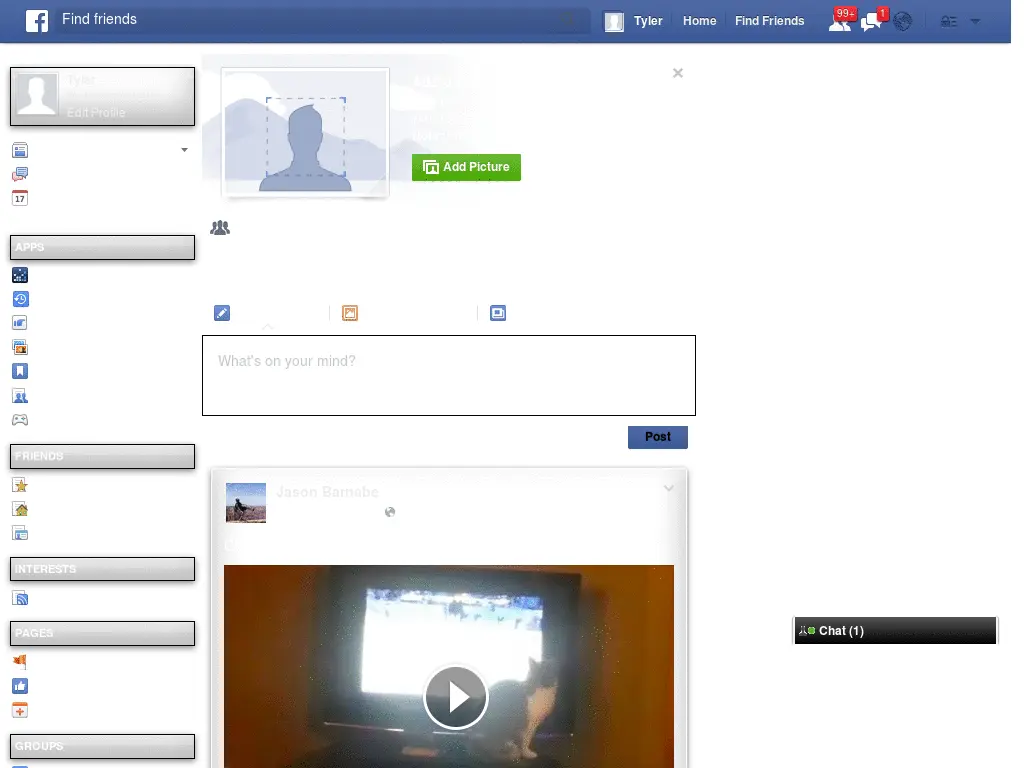 Find friends
Tyler
Home
Find Friends
99+
1
Tyler
Edit Profile
17
Add Picture
APPS
What's on your mind?
Post
FRIENDS
Jason Barnabe
INTERESTS
PAGES
Chat (1)
GROUPS